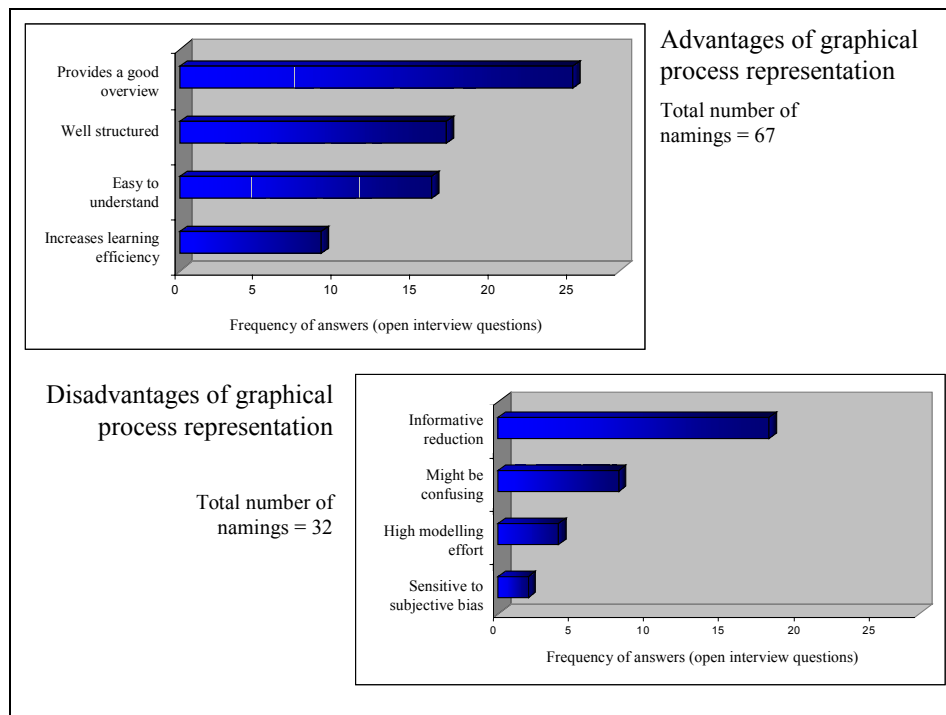 Advantages of graphical
process representation
Total number of
namings = 67
Provides a good
overview
Well structured
Easy to
understand
Increases learning
efficiency
0 5 10 15 20 25
Frequency of answers (open interview questions)
Disadvantages of graphical
process representation
Total number of
namings = 32
Informative
reduction
Might be
confusing
High modelling
effort
Sensitive to
subjective bias
0 5 10 15 20 25
Frequency of answers (open interview questions)